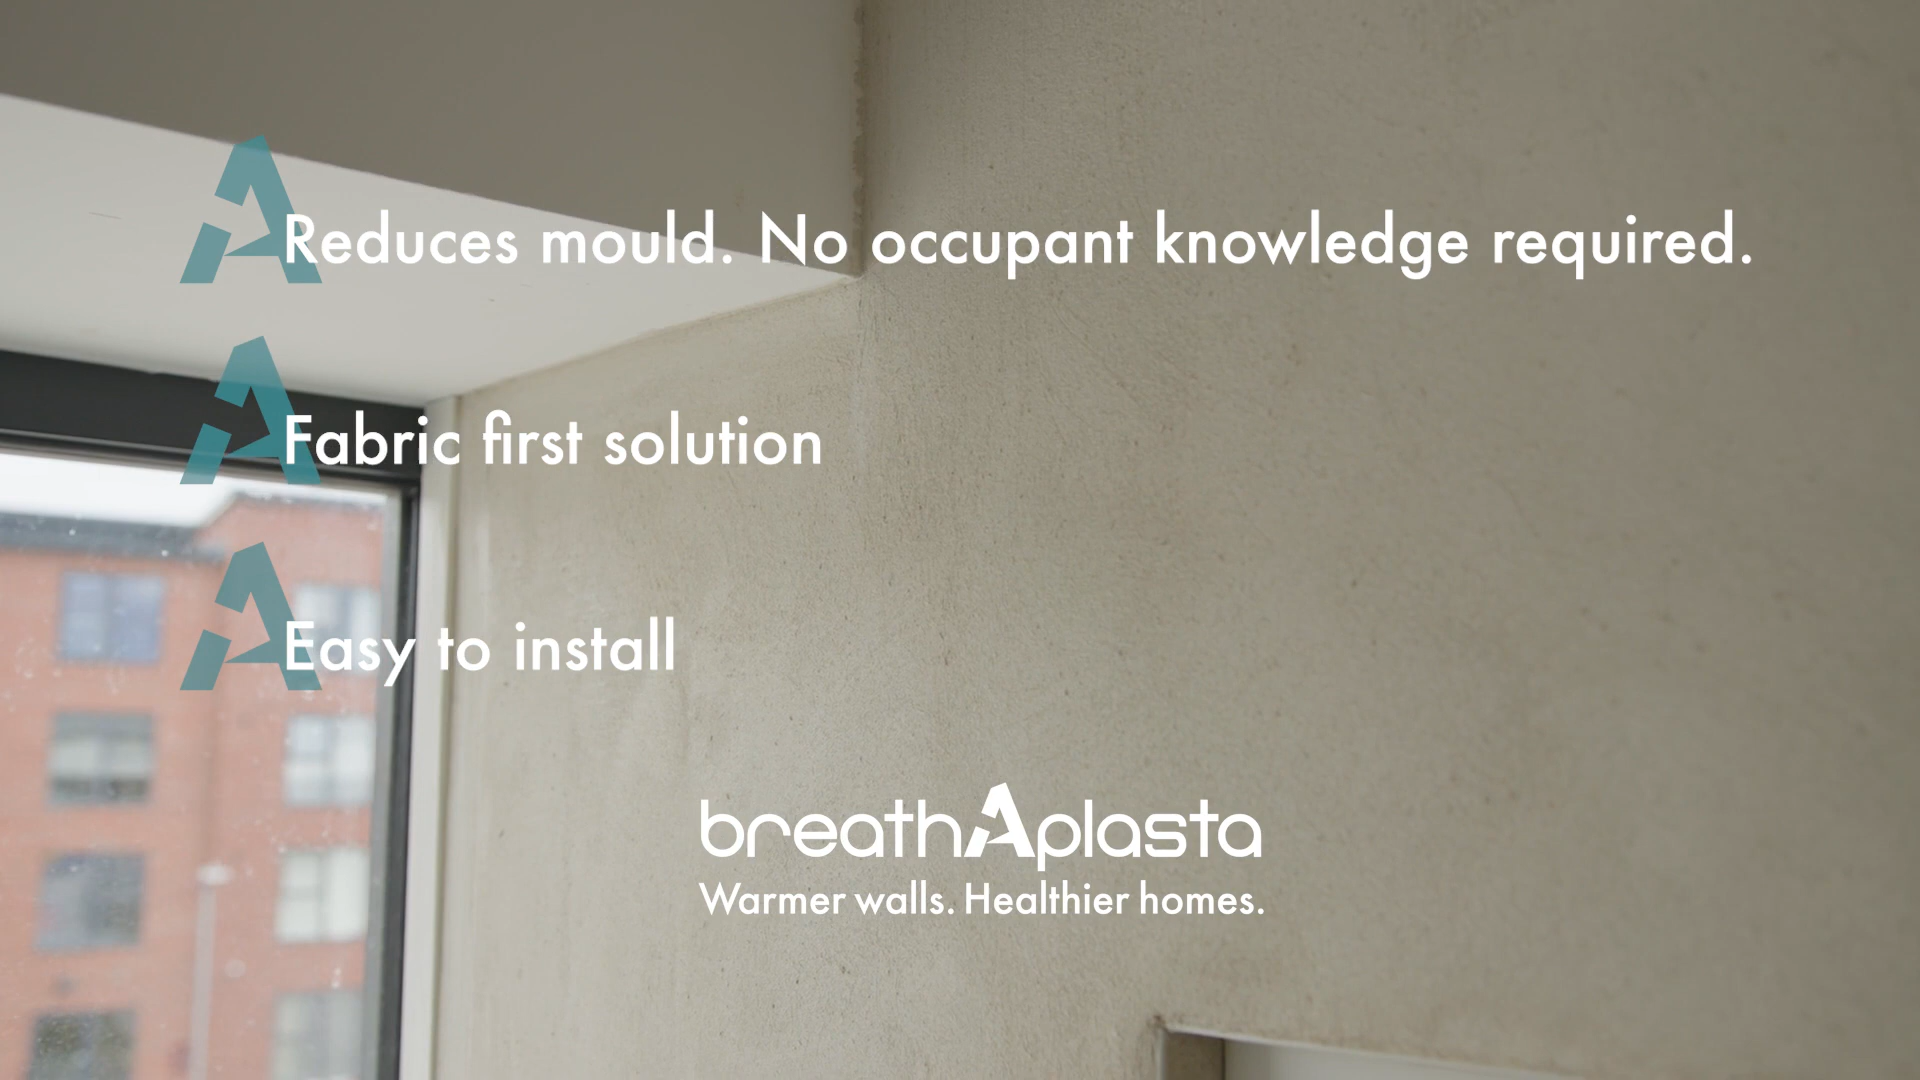 Reduces mould. No occupant knowledge required.
Fabric first solution
Easy to install
breathAplasta
Warmer walls. Healthier homes.